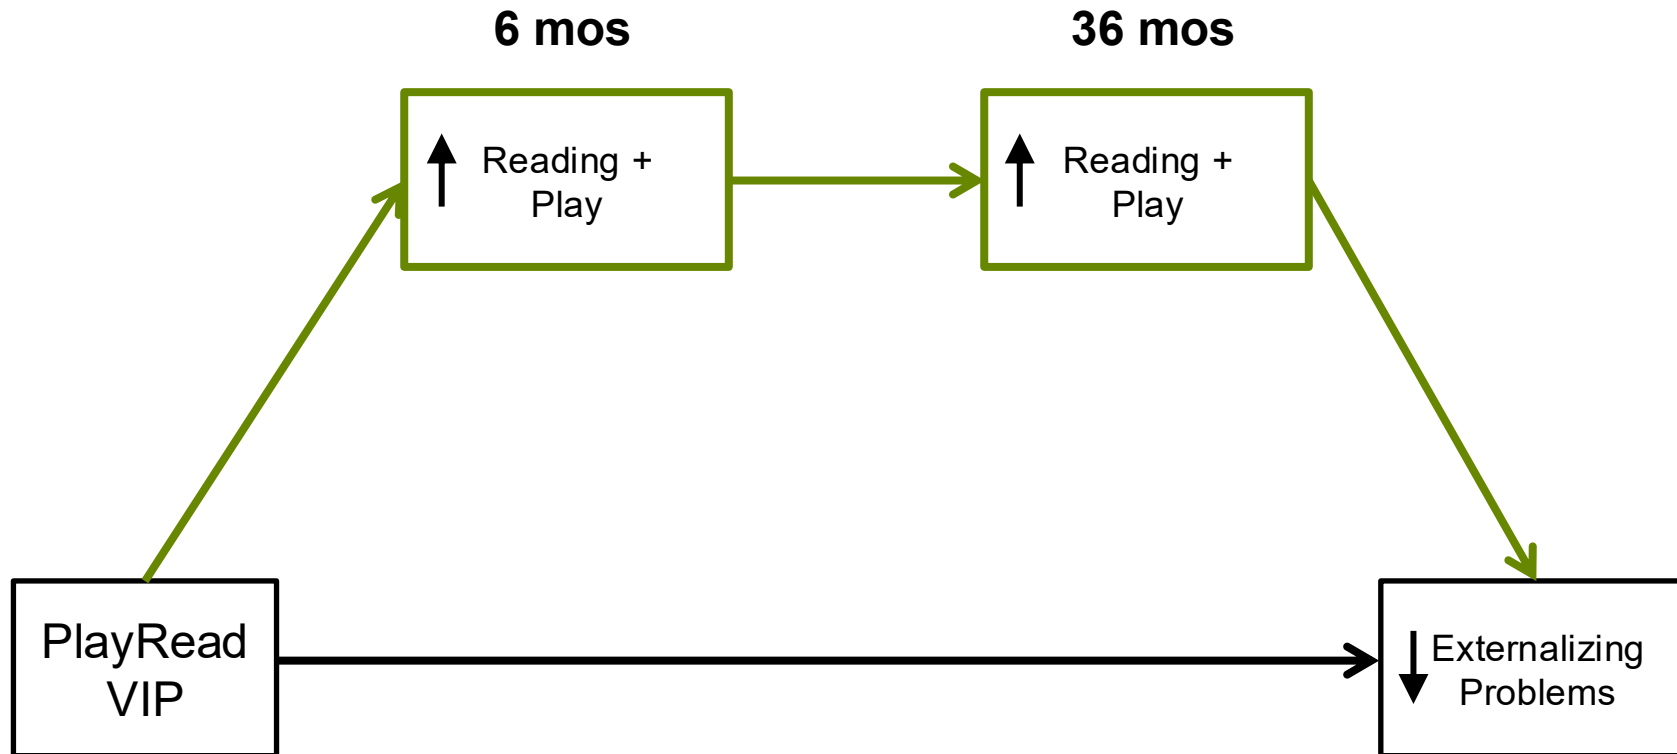 6 mos
36 mos
Reading +
Play
Reading +
Play
PlayRead
VIP
Externalizing
Problems